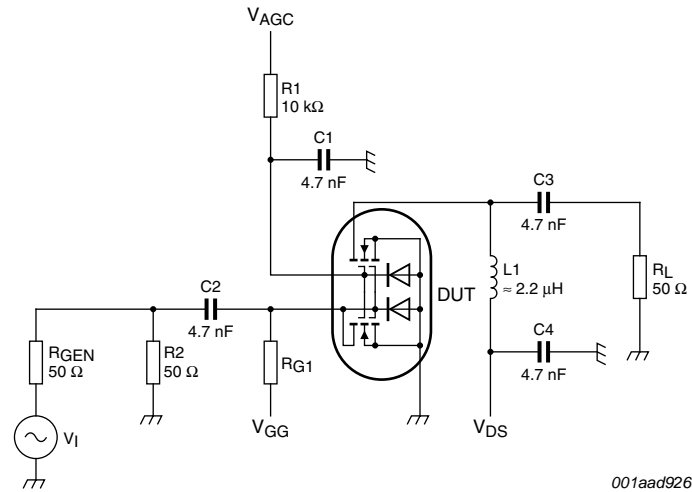 VAGC
R1
10 kΩ
C1
4.7 nF
C3
4.7 nF
C2
4.7 nF
DUT
L1
≈ 2.2 μH
RL
50 Ω
RGEN
50 Ω
R2
50 Ω
RG1
C4
4.7 nF
VI
VGG
VDS
001aad926